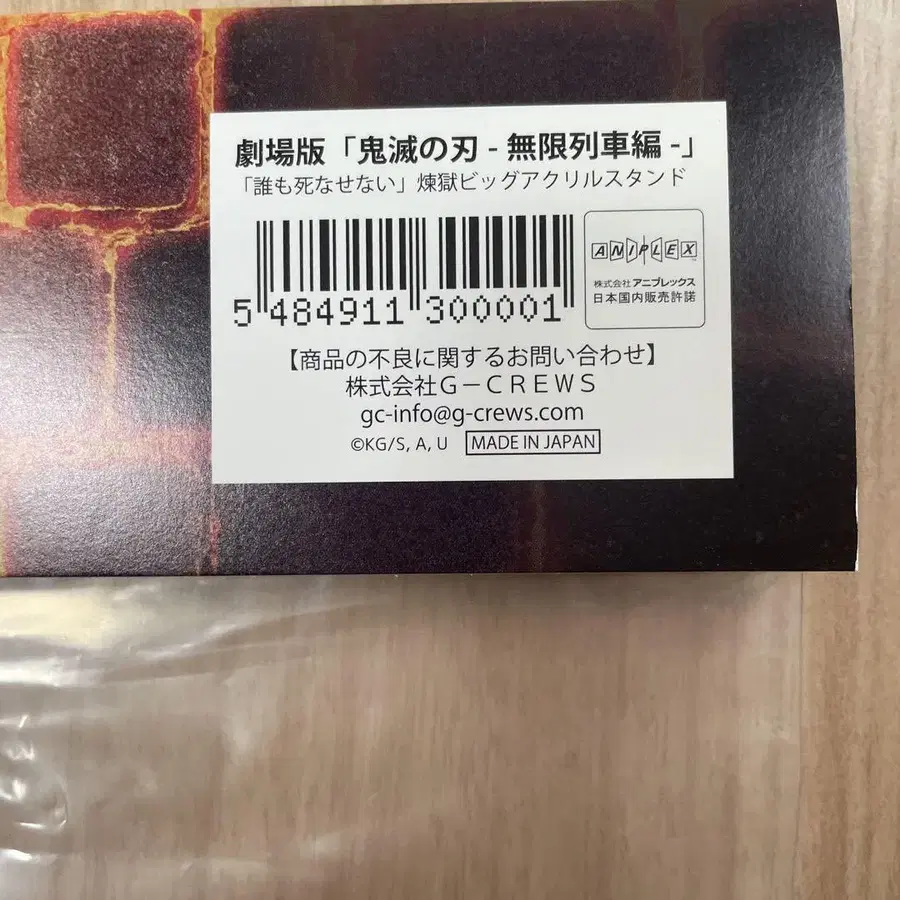 劇場版「鬼滅の刃 - 無限列車編 -」
「誰も死なせない」煉獄ビッグアクリルスタンド
5 484911 300001
ANIPLEX
株式会社 アニプレックス
日本国内販売許諾
【商品の不良に関するお問い合わせ】
株式会社G－CREWS
gc-info@g-crews.com
©KG/S, A, U MADE IN JAPAN